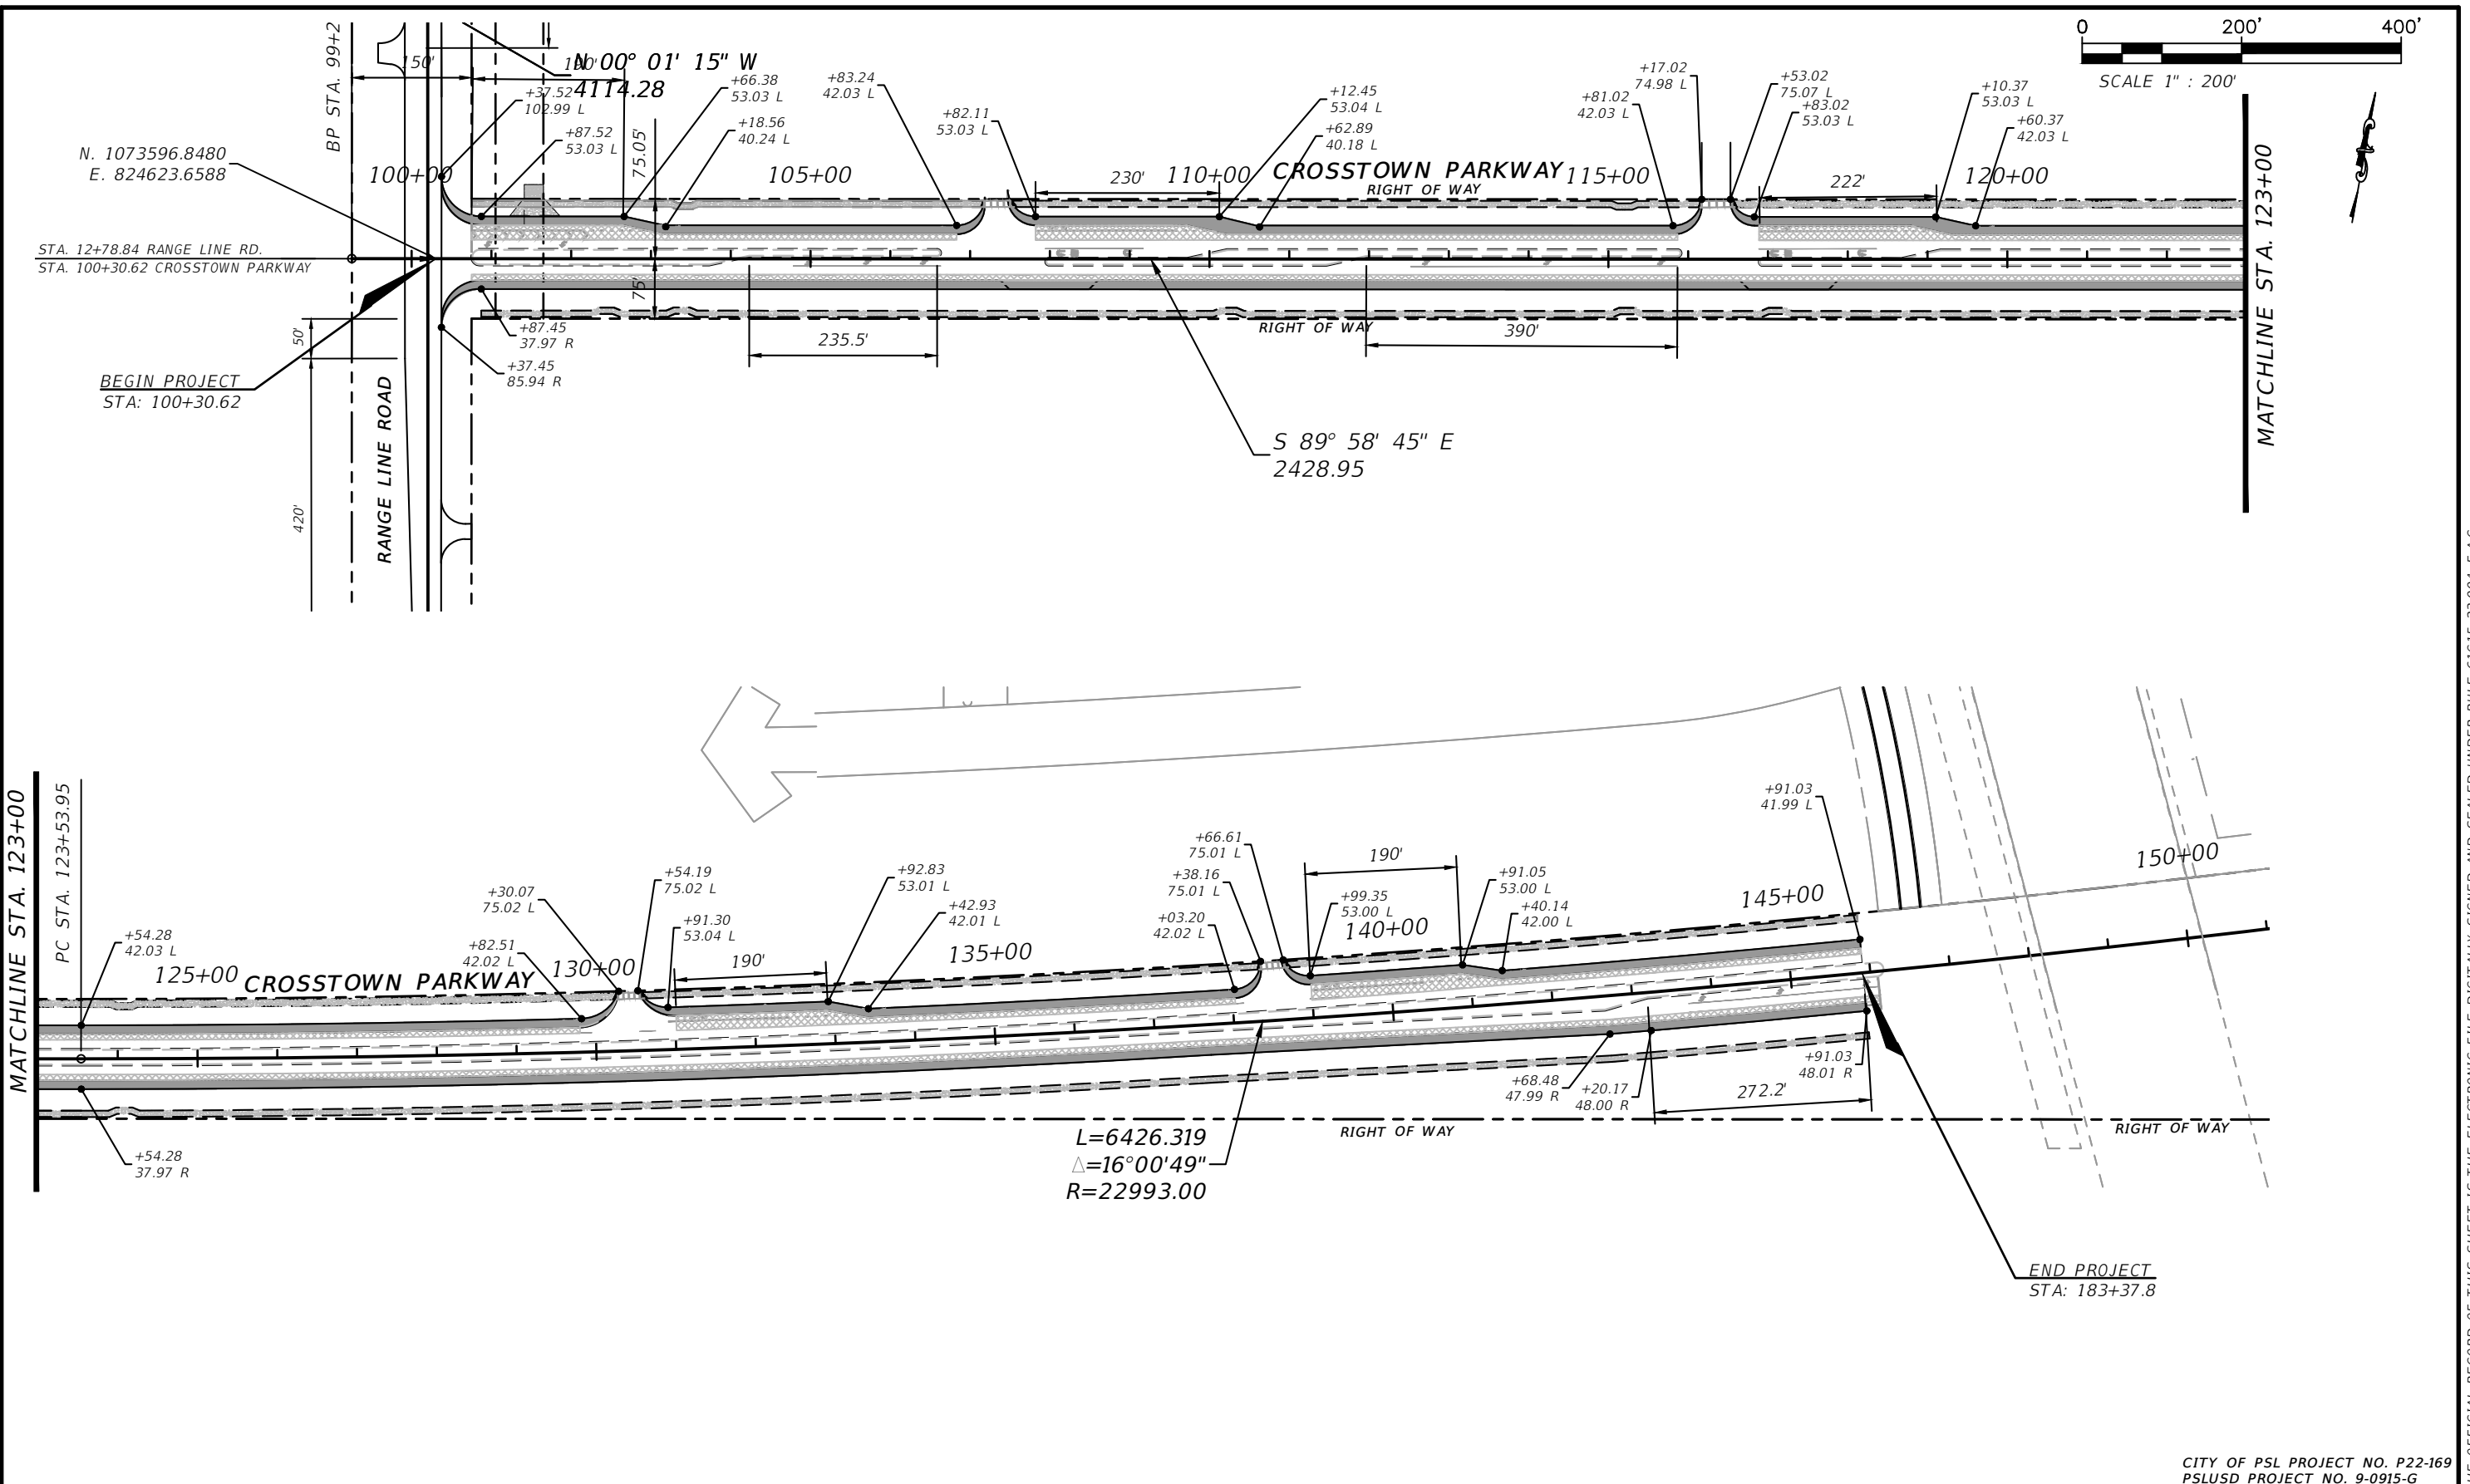 0 200' 400'
SCALE 1" : 200'
BP STA. 99+2
150'
190'
N 00° 01' 15" W
4114.28
+37.52
102.99 L
+87.52
53.03 L
+66.38
53.03 L
+18.56
40.24 L
+83.24
42.03 L
+82.11
53.03 L
+12.45
53.04 L
+62.89
40.18 L
+17.02
74.98 L
+81.02
42.03 L
+53.02
75.07 L
+83.02
53.03 L
+10.37
53.03 L
+60.37
42.03 L
N. 1073596.8480
E. 824623.6588
100+00
105+00
110+00
CROSSTOWN PARKWAY
RIGHT OF WAY
115+00
120+00
75.05'
230'
222'
STA. 12+78.84 RANGE LINE RD.
STA. 100+30.62 CROSSTOWN PARKWAY
75'
MATCHLINE STA. 123+00
50'
+87.45
37.97 R
+37.45
85.94 R
235.5'
RIGHT OF WAY
390'
BEGIN PROJECT
STA: 100+30.62
RANGE LINE ROAD
420'
S 89° 58' 45" E
2428.95
MATCHLINE STA. 123+00
PC STA. 123+53.95
+54.28
42.03 L
125+00
CROSSTOWN PARKWAY
+82.51
42.02 L
+30.07
75.02 L
130+00
+54.19
75.02 L
+91.30
53.04 L
190'
+92.83
53.01 L
+42.93
42.01 L
135+00
+66.61
75.01 L
+38.16
75.01 L
+03.20
42.02 L
190'
+99.35
53.00 L
140+00
+91.05
53.00 L
+40.14
42.00 L
145+00
+91.03
41.99 L
150+00
+54.28
37.97 R
+68.48
47.99 R
+20.17
48.00 R
272.2'
+91.03
48.01 R
L=6426.319
Δ=16°00'49"
R=22993.00
RIGHT OF WAY
RIGHT OF WAY
END PROJECT
STA: 183+37.8
CITY OF PSL PROJECT NO. P22-169
PSLUSD PROJECT NO. 9-0915-G